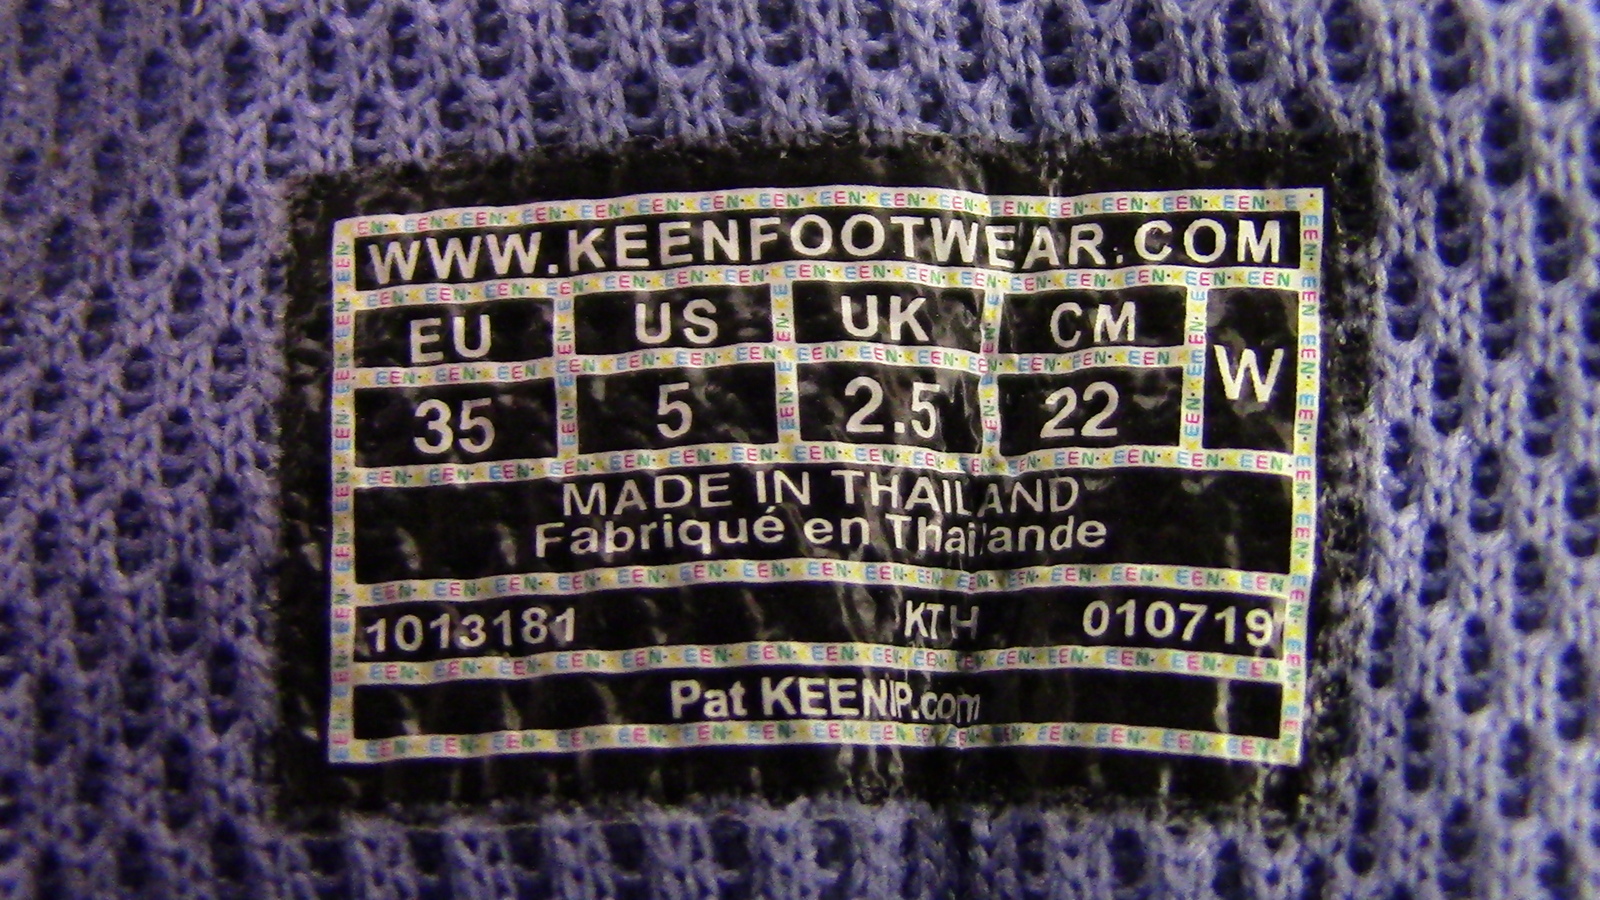 WWW.KEENFOOTWEAR.COM
EU US UK CM W
35 5 2.5 22
MADE IN THAILAND
Fabriqué en Thaïlande
1013181 KTH 010719
Pat KEENIP.com